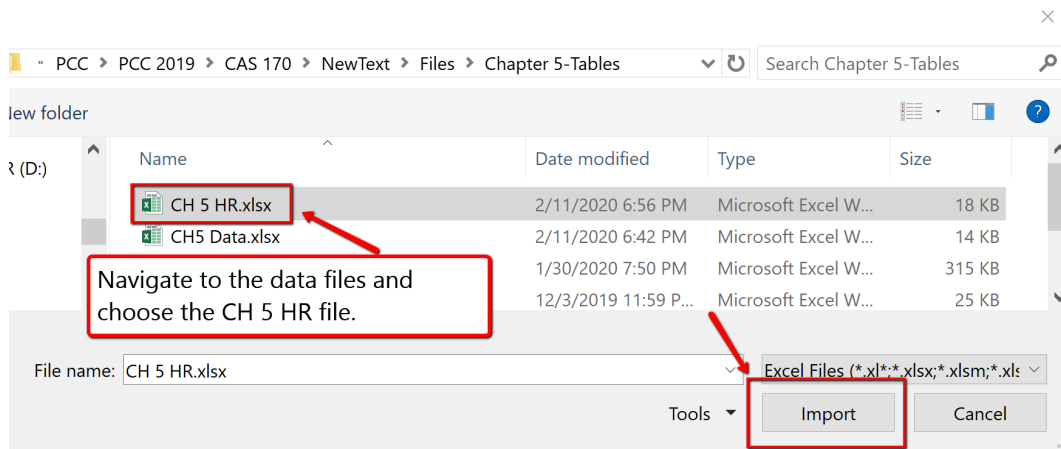 « PCC > PCC 2019 > CAS 170 > NewText > Files > Chapter 5-Tables
Search Chapter 5-Tables
New folder
?
(D:)
Name
Date modified
Type
Size
CH 5 HR.xlsx
2/11/2020 6:56 PM
Microsoft Excel W...
18 KB
CH5 Data.xlsx
2/11/2020 6:42 PM
Microsoft Excel W...
14 KB
1/30/2020 7:50 PM
Microsoft Excel W...
315 KB
12/3/2019 11:59 P...
Microsoft Excel W...
25 KB
Navigate to the data files and
choose the CH 5 HR file.
File name:
CH 5 HR.xlsx
Excel Files (*.xl*;*.xlsx;*.xlsm;*.xls
Tools
Import
Cancel